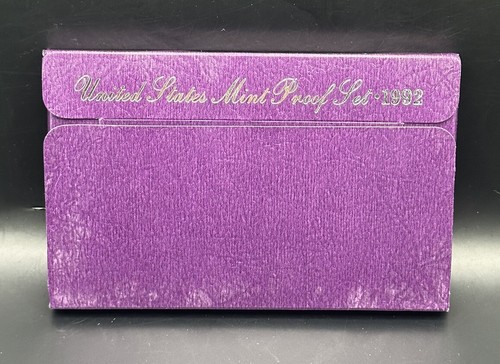 United States Mint Proof Set • 1992